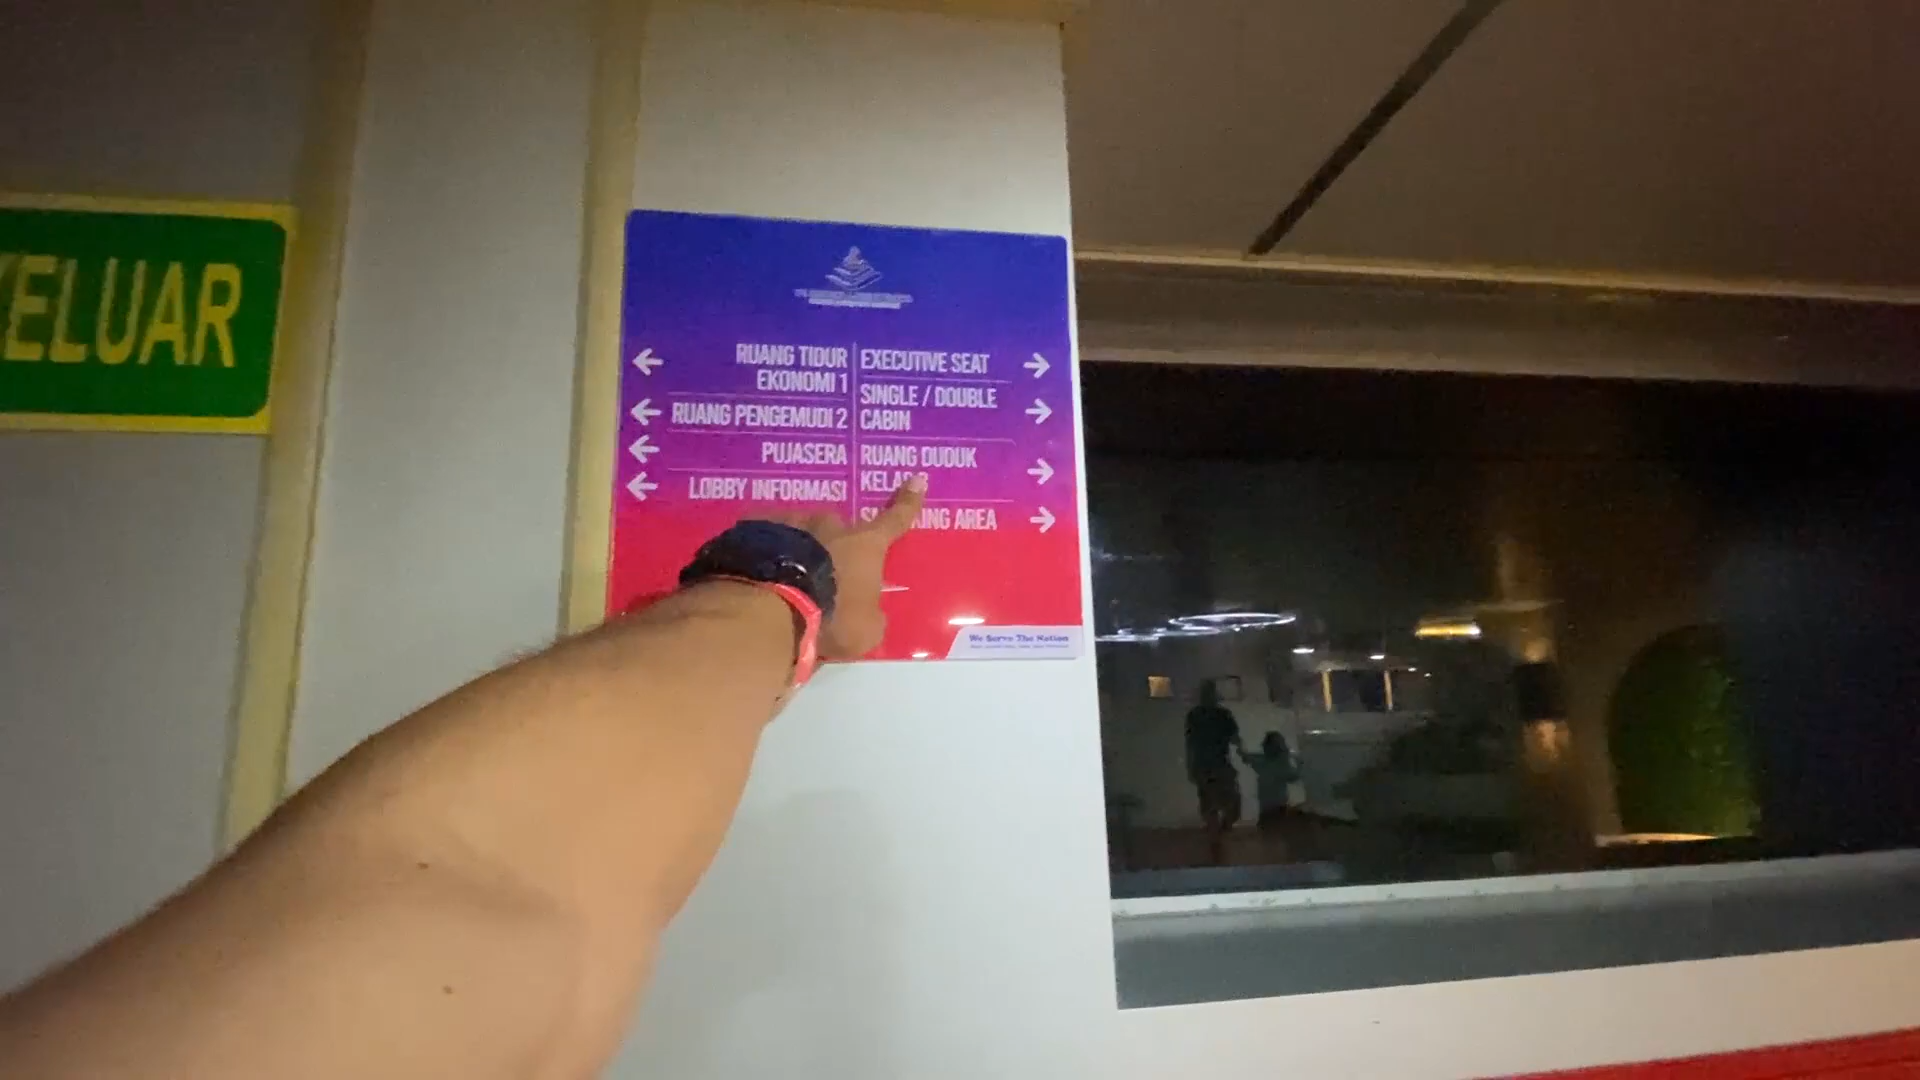 KELUAR
RUANG TIDUR
EKONOMI 1
RUANG PENGEMUDI 2
PUJASERA
LOBBY INFORMASI
EXECUTIVE SEAT
SINGLE / DOUBLE
CABIN
RUANG DUDUK
KELAS
SMOKING AREA
We Serve The Nation